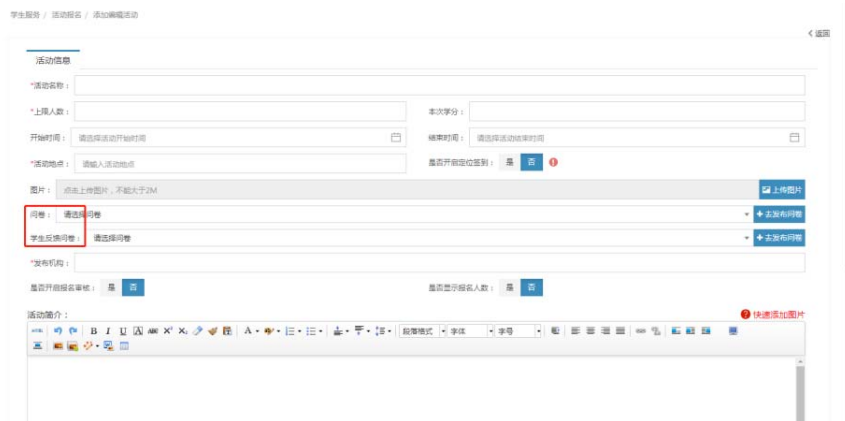 学生服务 / 活动报名 / 添加编辑活动
返回
活动信息
*活动名称：
*上限人数： 本次学分：
开始时间： 请选择活动开始时间 结束时间： 请选择活动结束时间
*活动地点： 请输入活动地点 是否开启定位签到： 是 否
图片： 点击上传图片，不能大于2M 上传图片
问卷： 请选择问卷 去发布问卷
学生反馈问卷： 请选择问卷 去发布问卷
*发布机构：
是否开启报名审核： 是 否 是否显示报名人数： 是 否
活动简介： 快速添加图片
HTML B I U A ABC X² X₂ A 段落格式 字体 字号